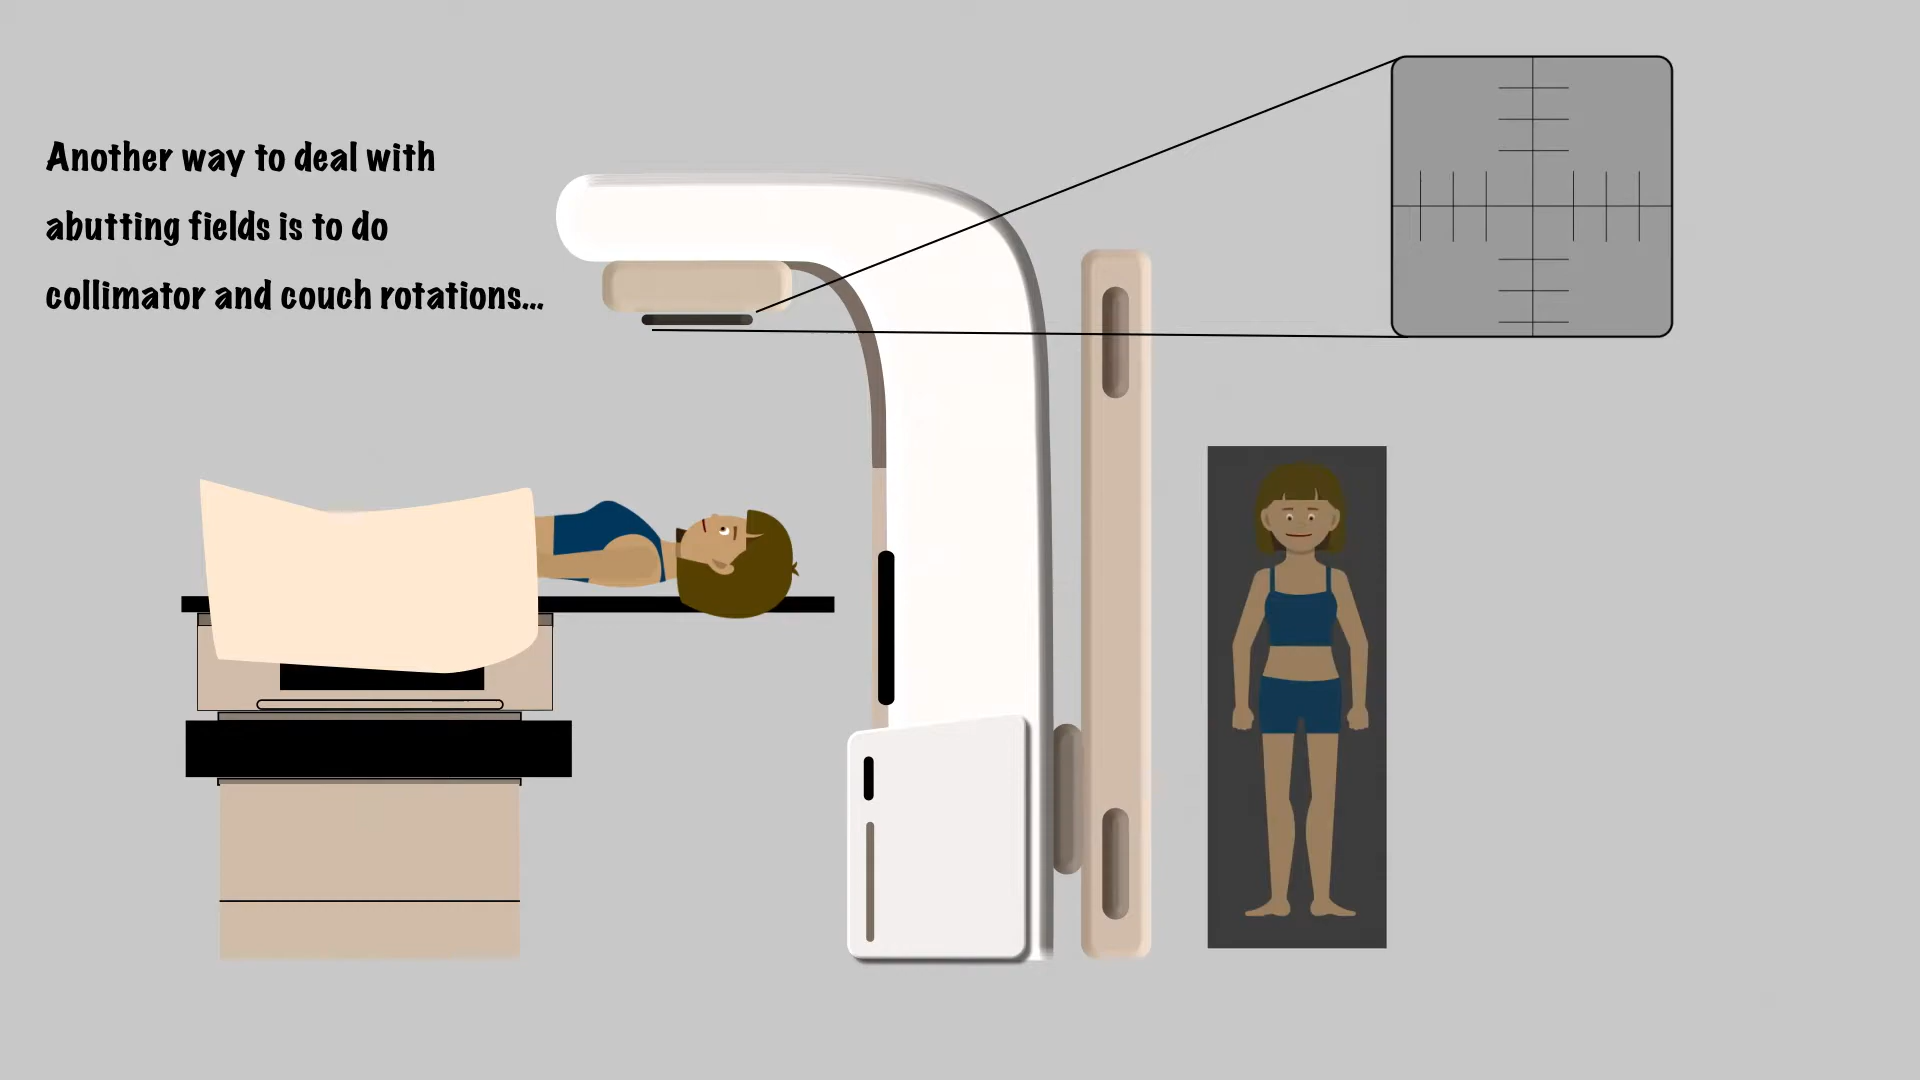 Another way to deal with
abutting fields is to do
collimator and couch rotations...